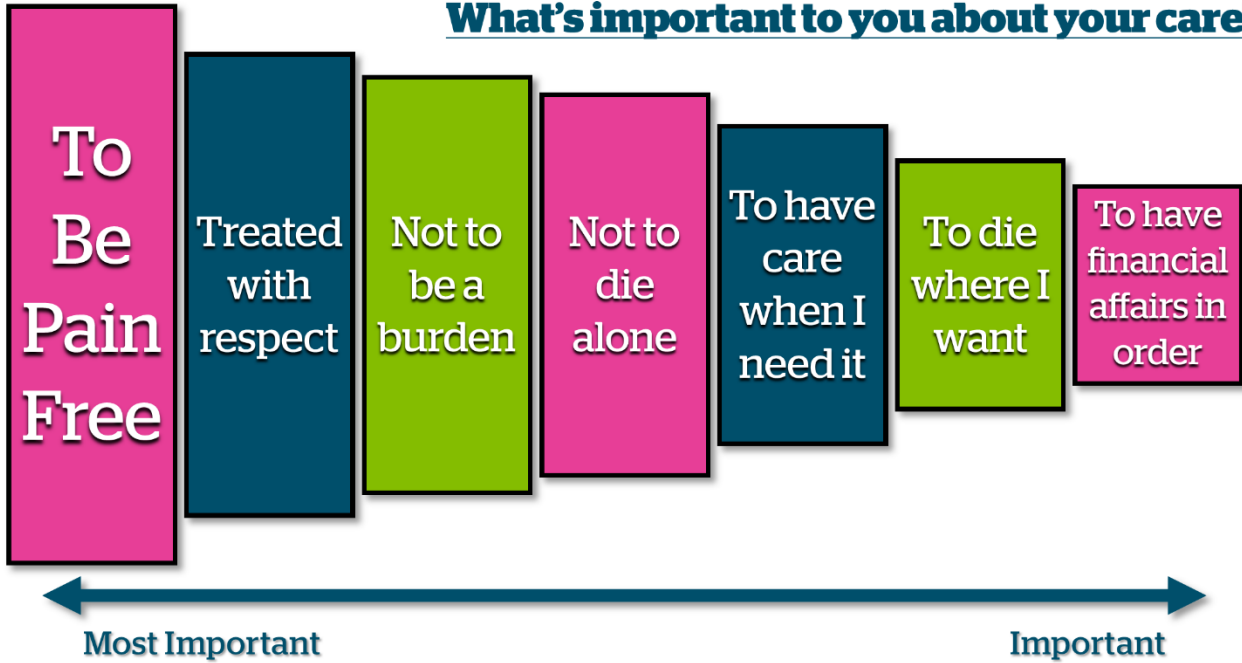 What's important to you about your care
To
Be
Pain
Free
Treated
with
respect
Not to
be a
burden
Not to
die
alone
To have
care
when I
need it
To die
where I
want
To have
financial
affairs in
order
Most Important
Important